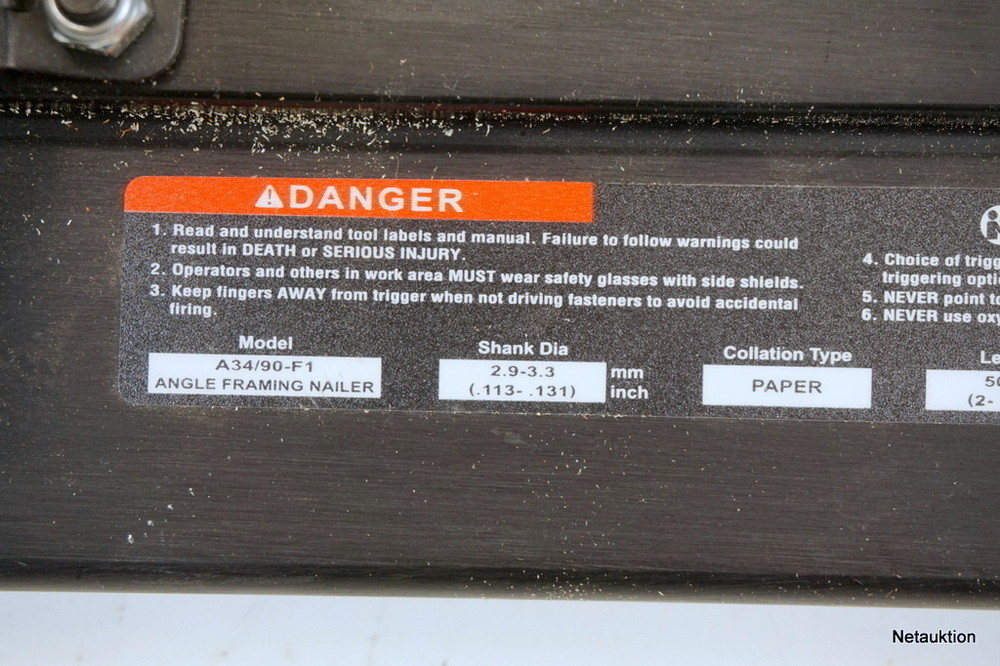 DANGER
1. Read and understand tool labels and manual. Failure to follow warnings could
result in DEATH or SERIOUS INJURY.
2. Operators and others in work area MUST wear safety glasses with side shields.
3. Keep fingers AWAY from trigger when not driving fasteners to avoid accidental
firing.
4. Choice of
triggering
5. NEVER point
6. NEVER use
Model
A34/90-F1
ANGLE FRAMING NAILER
Shank Dia
2.9-3.3
(.113- .131)
mm
inch
Collation Type
PAPER
(2-
Netauktion